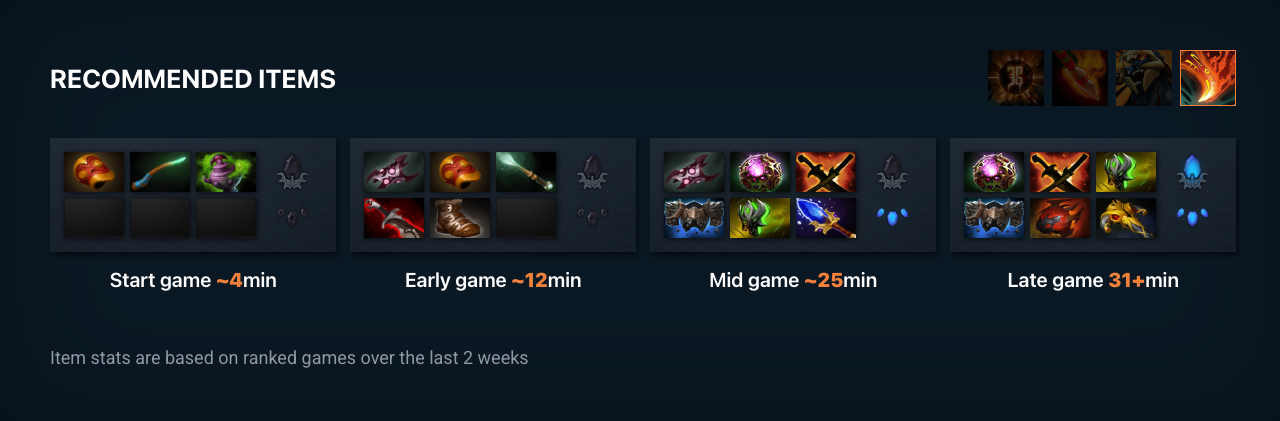 RECOMMENDED ITEMS
Start game ~4min
Early game ~12min
Mid game ~25min
Late game 31+min
Item stats are based on ranked games over the last 2 weeks